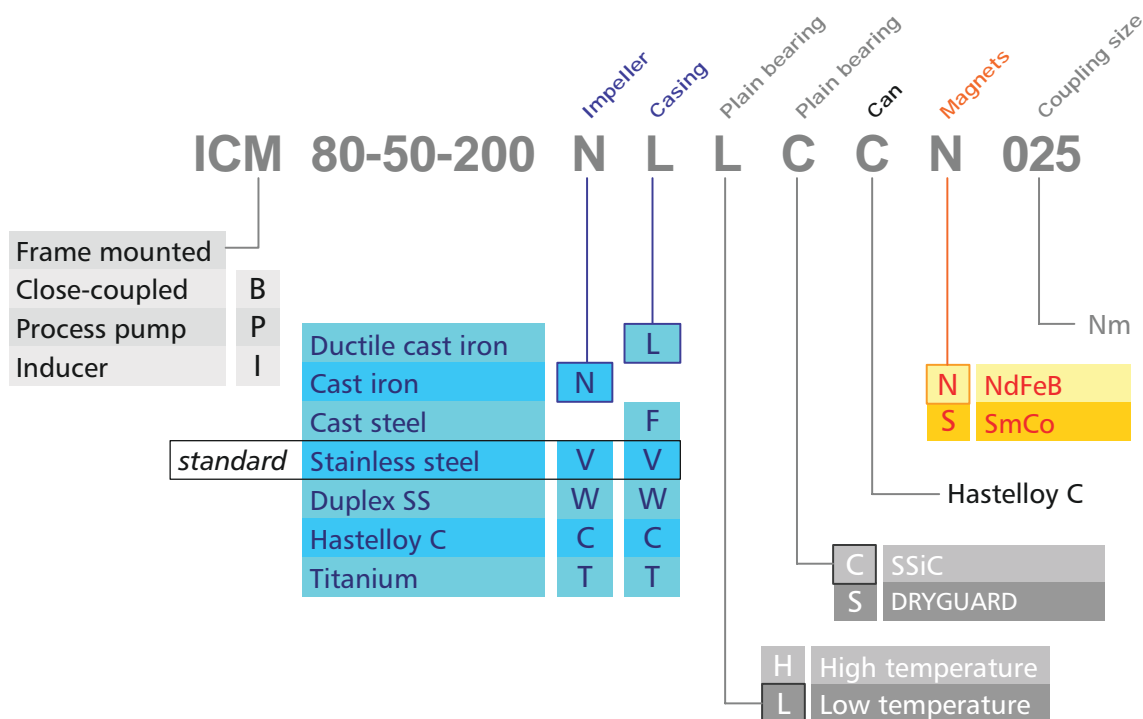 Impeller
Casing
Plain bearing
Plain bearing
Can
Magnets
Coupling size
ICM 80-50-200 N L L C C N 025
Frame mounted
Close-coupled B
Process pump P
Inducer I
Nm
Ductile cast iron L
Cast iron N
Cast steel F
standard Stainless steel V V
Duplex SS W W
Hastelloy C C C
Titanium T T
N NdFeB
S SmCo
Hastelloy C
C SSiC
S DRYGUARD
H High temperature
L Low temperature